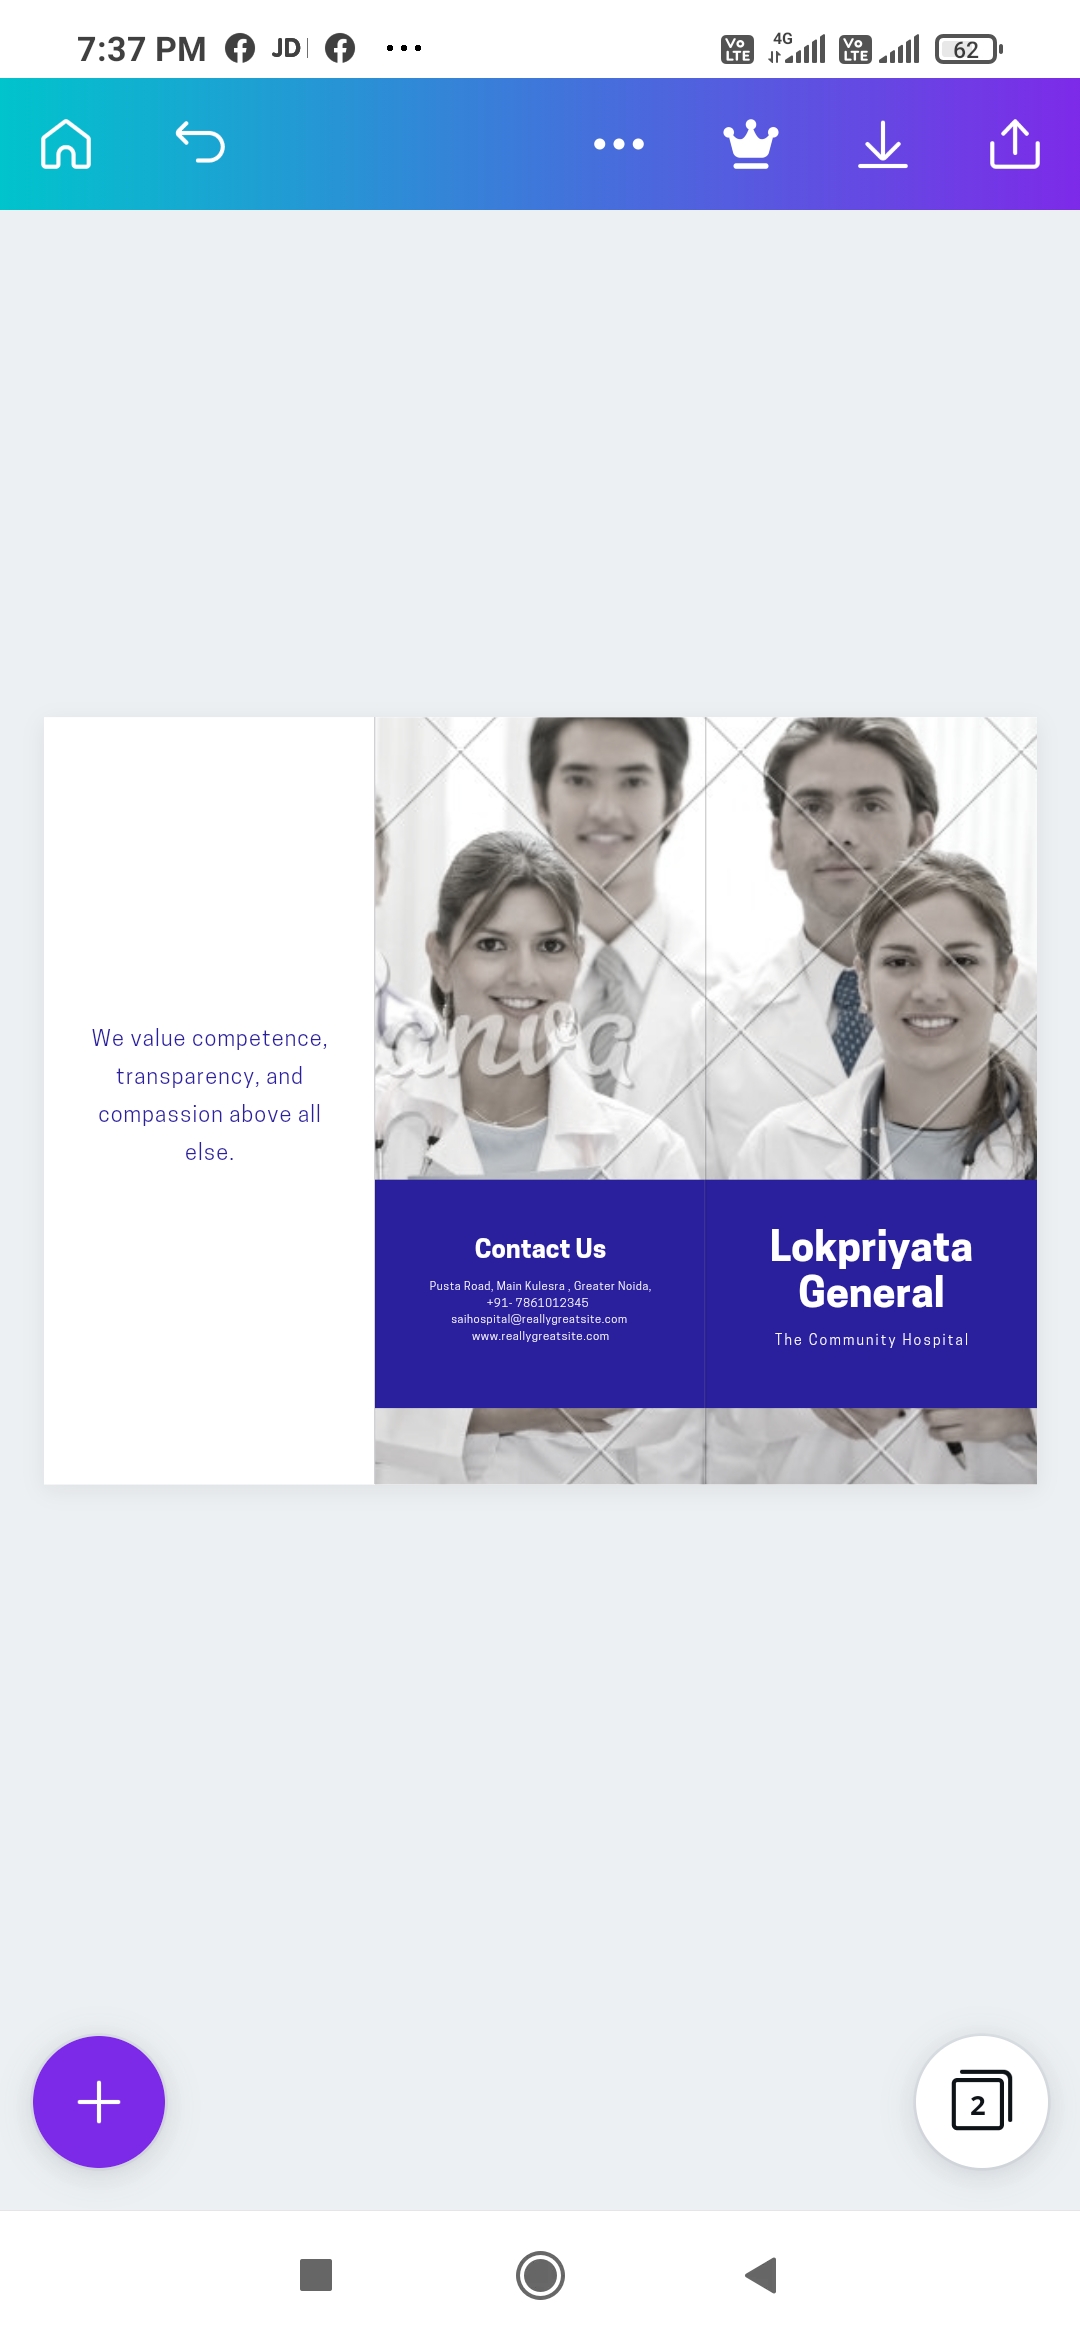 7:37 PM
JD
Vo
LTE
4G
Vo
LTE
62
We value competence,
transparency, and
compassion above all
else.
Canva
Contact Us
Pusta Road, Main Kulesra , Greater Noida,
+91- 7861012345
saihospital@reallygreatsite.com
www.reallygreatsite.com
Lokpriyata
General
The Community Hospital
2